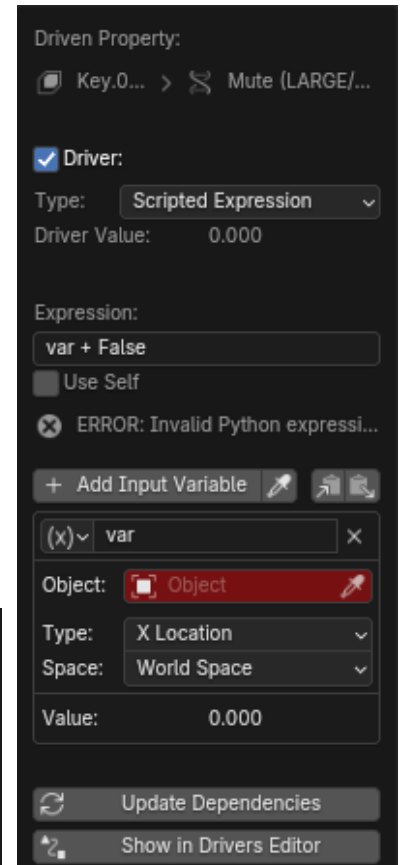 Driven Property:
Key.0... > Mute (LARGE/...
Driver:
Type: Scripted Expression
Driver Value: 0.000
Expression:
var + False
Use Self
ERROR: Invalid Python expressi...
+ Add Input Variable
(x) var
Object: Object
Type: X Location
Space: World Space
Value: 0.000
Update Dependencies
Show in Drivers Editor